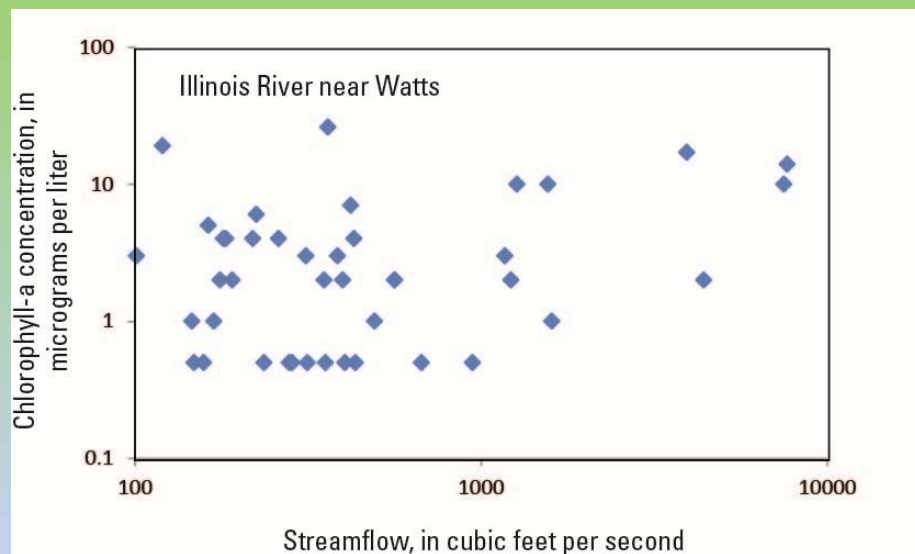 100
Illinois River near Watts
Chlorophyll-a concentration, in
micrograms per liter
10
1
0.1
100
1000
10000
Streamflow, in cubic feet per second